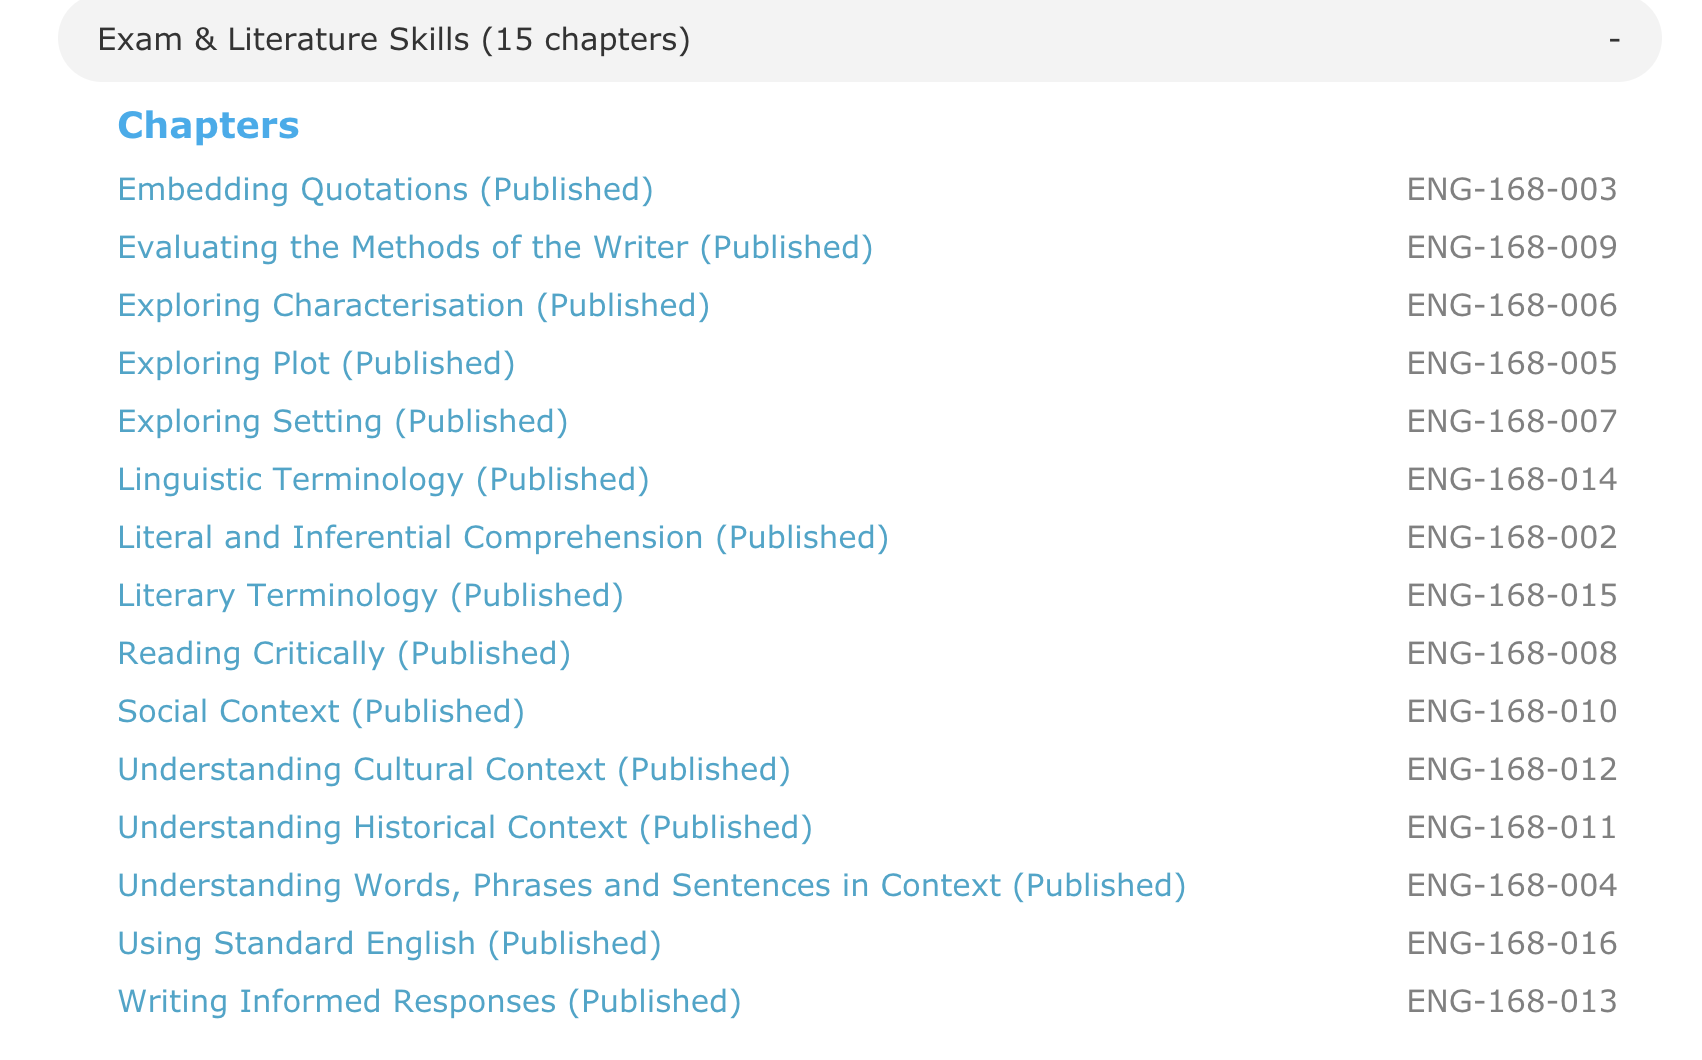 Exam & Literature Skills (15 chapters) -
Chapters
Embedding Quotations (Published) ENG-168-003
Evaluating the Methods of the Writer (Published) ENG-168-009
Exploring Characterisation (Published) ENG-168-006
Exploring Plot (Published) ENG-168-005
Exploring Setting (Published) ENG-168-007
Linguistic Terminology (Published) ENG-168-014
Literal and Inferential Comprehension (Published) ENG-168-002
Literary Terminology (Published) ENG-168-015
Reading Critically (Published) ENG-168-008
Social Context (Published) ENG-168-010
Understanding Cultural Context (Published) ENG-168-012
Understanding Historical Context (Published) ENG-168-011
Understanding Words, Phrases and Sentences in Context (Published) ENG-168-004
Using Standard English (Published) ENG-168-016
Writing Informed Responses (Published) ENG-168-013